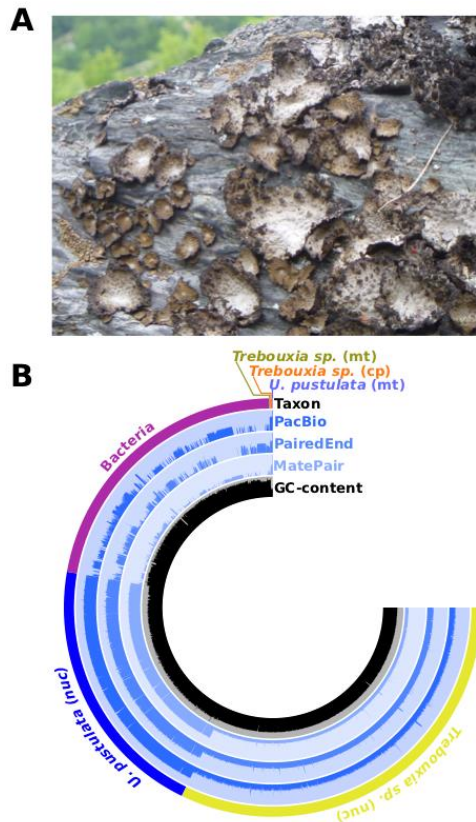 A
B
Trebouxia sp. (mt)
Trebouxia sp. (cp)
U. pustulata (mt)
Taxon
PacBio
PairedEnd
MatePair
GC-content
Bacteria
U. pustulata (nuc)
Trebouxia sp. (nuc)